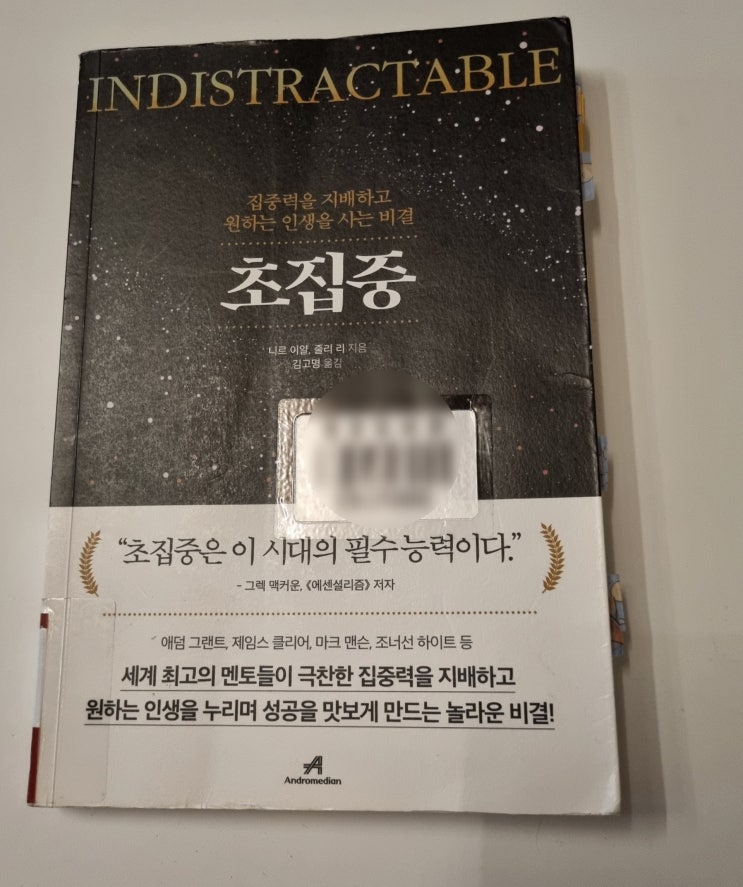 INDISTRACTABLE
집중력을 지배하고
원하는 인생을 사는 비결
초집중
니르 이얄, 줄리 리 지음
김고명 옮김
“초집중은 이 시대의 필수 능력이다.”
- 그렉 맥커운, 《에센셜리즘》 저자
애덤 그랜트, 제임스 클리어, 마크 맨슨, 조너선 하이트 등
세계 최고의 멘토들이 극찬한 집중력을 지배하고
원하는 인생을 누리며 성공을 맛보게 만드는 놀라운 비결!
Andromedian